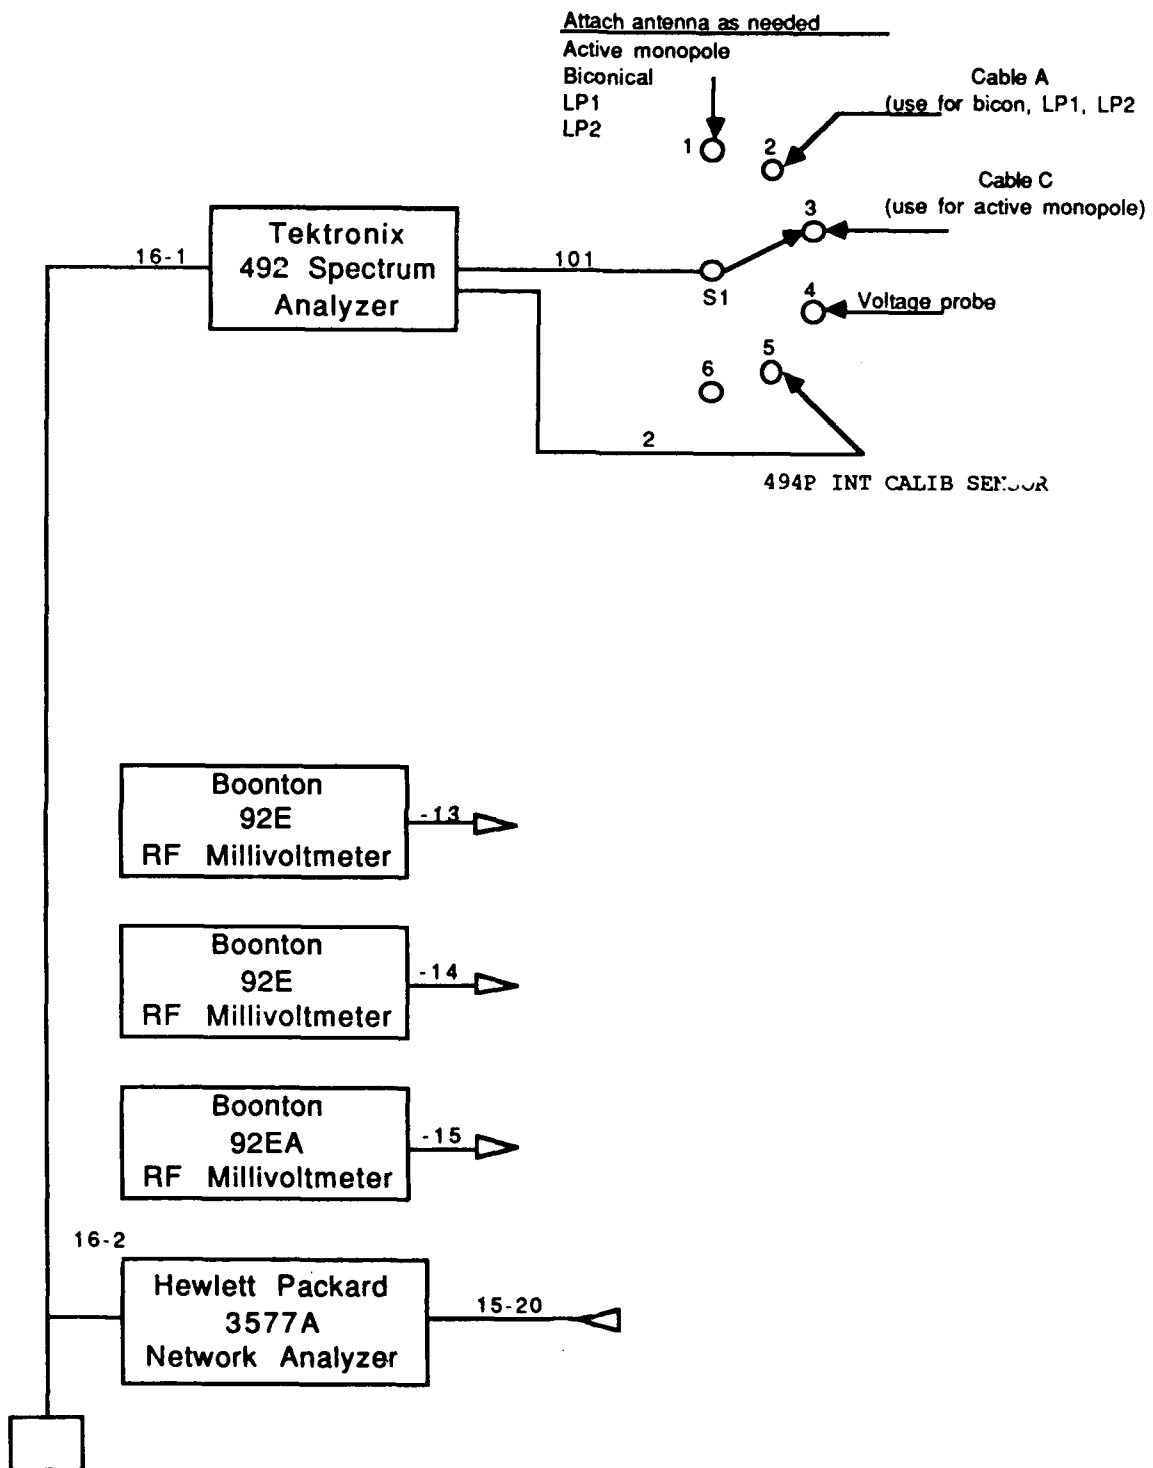 Attach antenna as needed
Active monopole
Biconical
LP1
LP2
Cable A
(use for bicon, LP1, LP2
1
2
Cable C
(use for active monopole)
3
Tektronix
492 Spectrum
Analyzer
16-1
101
S1
4
Voltage probe
5
6
2
494P INT CALIB
Boonton
92E
RF Millivoltmeter
-13
Boonton
92E
RF Millivoltmeter
-14
Boonton
92EA
RF Millivoltmeter
-15
16-2
Hewlett Packard
3577A
Network Analyzer
15-20